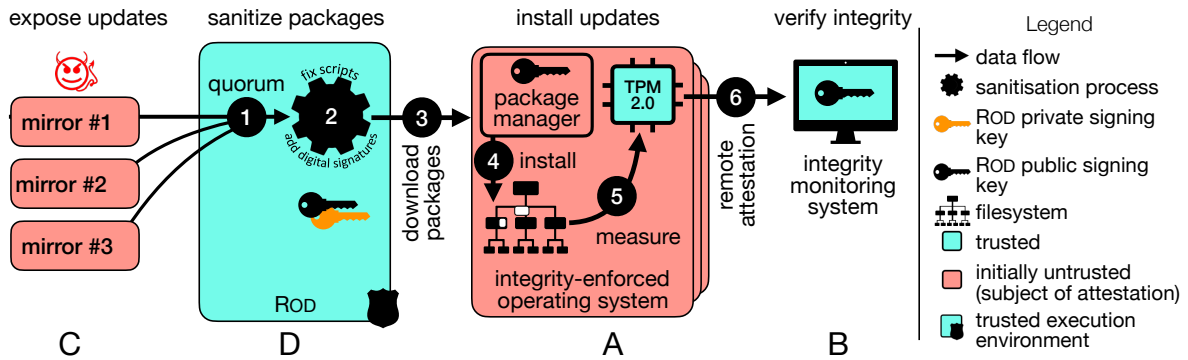 expose updates
sanitize packages
install updates
verify integrity
Legend
quorum
mirror #1
mirror #2
mirror #3
1
fix scripts
2
add digital signatures
ROD
3
download
packages
package
manager
TPM
2.0
4
install
5
measure
integrity-enforced
operating system
6
remote
attestation
integrity
monitoring
system
data flow
sanitisation process
ROD private signing
key
ROD public signing
key
filesystem
trusted
initially untrusted
(subject of attestation)
trusted execution
environment
C
D
A
B